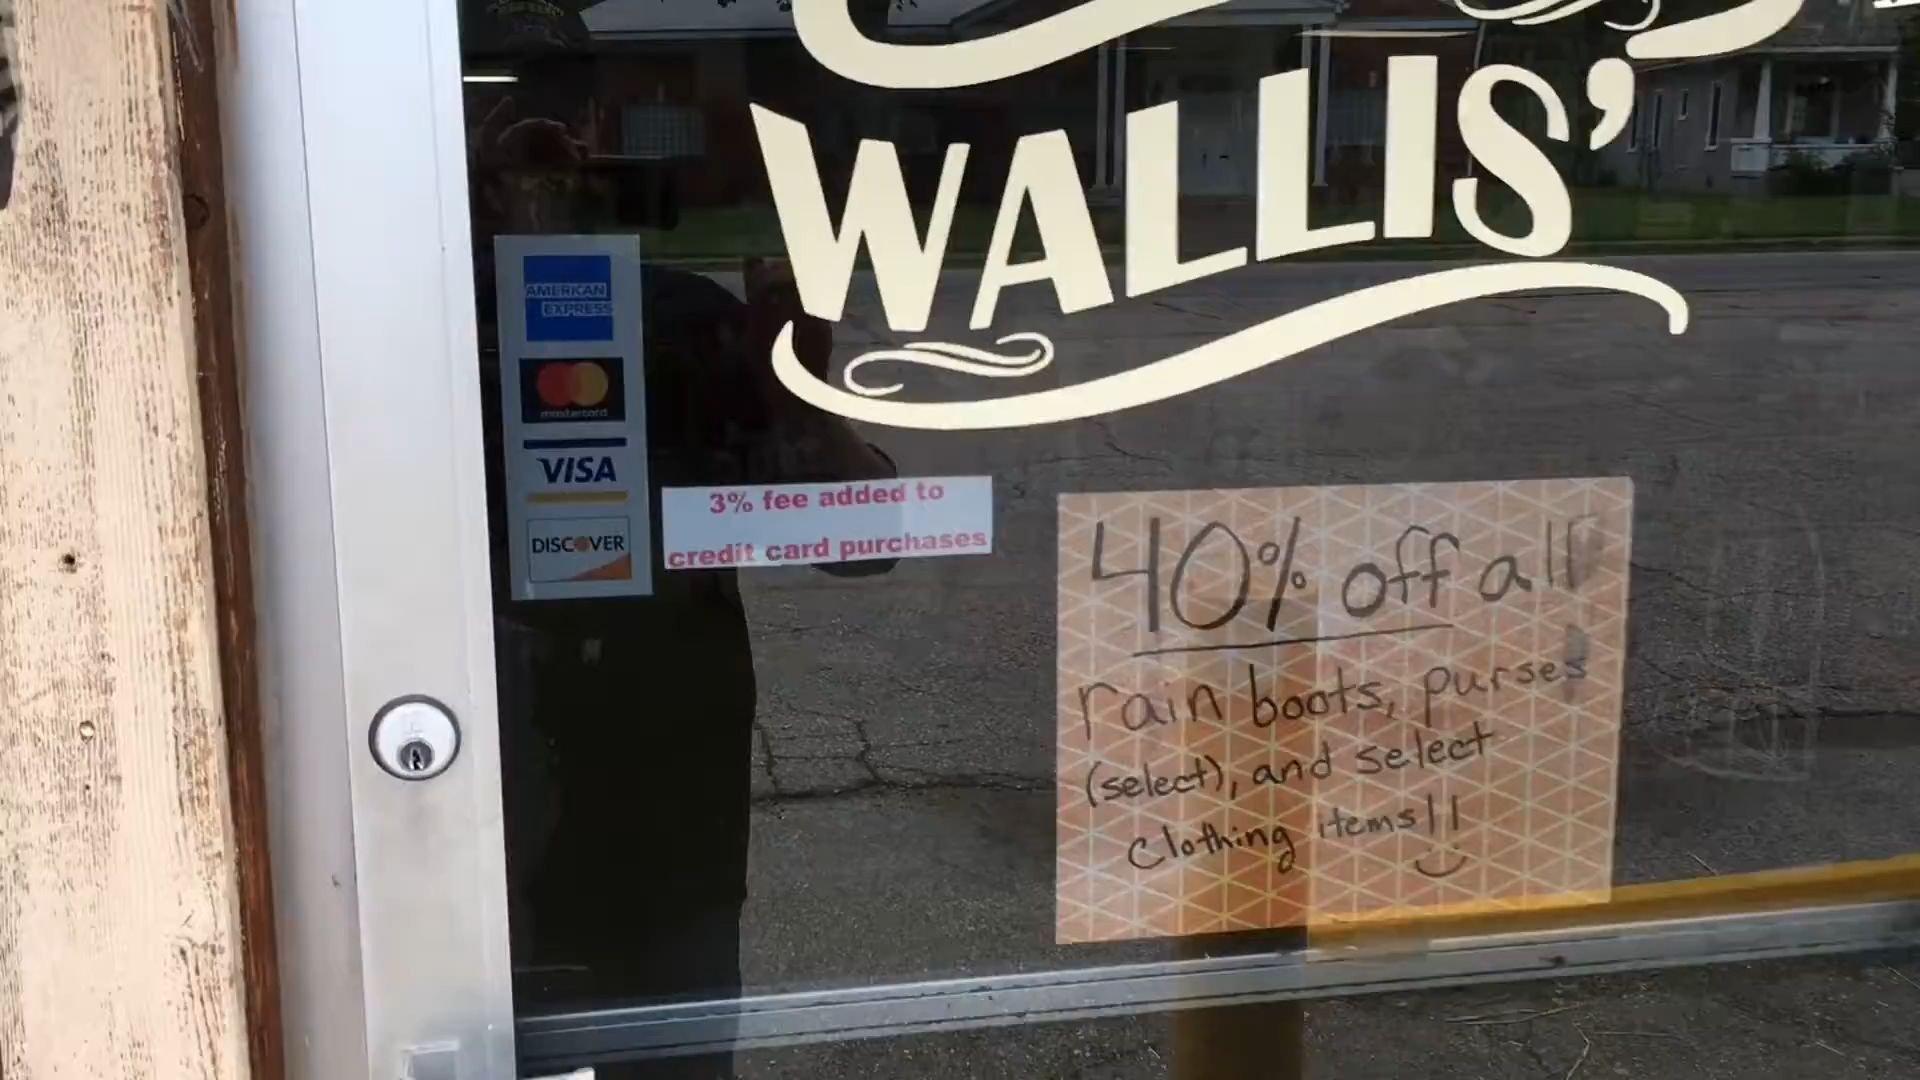 WALLIS'
AMERICAN
EXPRESS
mastercard
VISA
DISCOVER
3% fee added to
credit card purchases
40% off all
rain boots, purses
(select), and select
clothing items!!